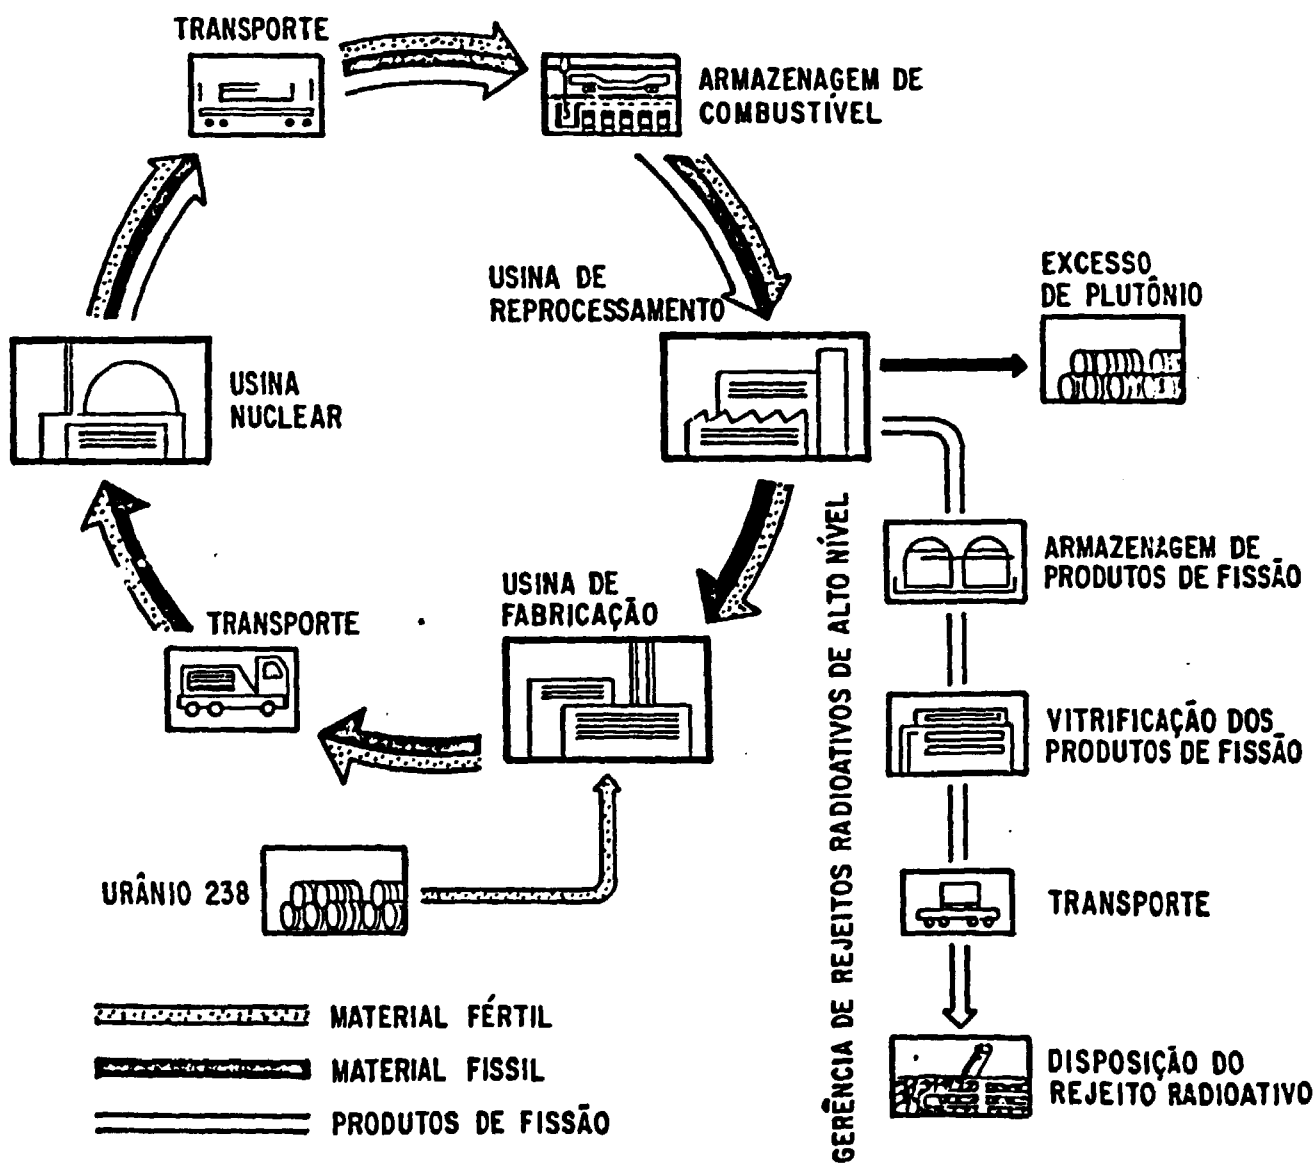 TRANSPORTE
ARMAZENAGEM DE
COMBUSTÍVEL
USINA DE
REPROCESSAMENTO
EXCESSO
DE PLUTÔNIO
USINA
NUCLEAR
ARMAZENAGEM DE
PRODUTOS DE FISSÃO
USINA DE
FABRICAÇÃO
TRANSPORTE
VITRIFICAÇÃO DOS
PRODUTOS DE FISSÃO
URÂNIO 238
TRANSPORTE
GERÊNCIA DE REJEITOS RADIOATIVOS DE ALTO NÍVEL
MATERIAL FÉRTIL
MATERIAL FISSIL
PRODUTOS DE FISSÃO
DISPOSIÇÃO DO
REJEITO RADIOATIVO